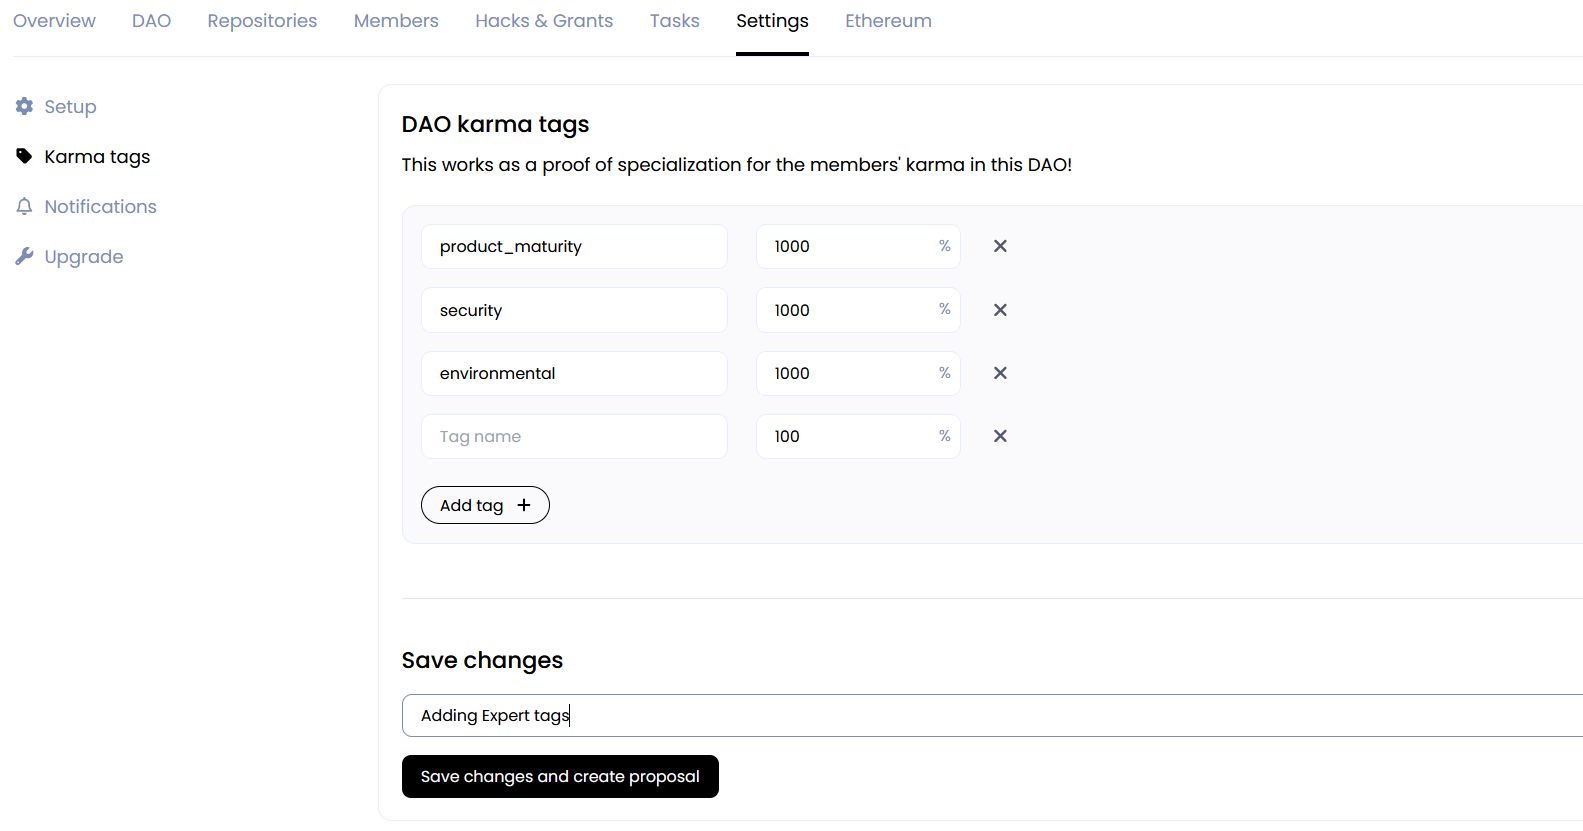 Overview DAO Repositories Members Hacks & Grants Tasks Settings Ethereum
Setup
Karma tags
Notifications
Upgrade
DAO karma tags
This works as a proof of specialization for the members' karma in this DAO!
product_maturity 1000 %
security 1000 %
environmental 1000 %
Tag name 100 %
Add tag +
Save changes
Adding Expert tags
Save changes and create proposal